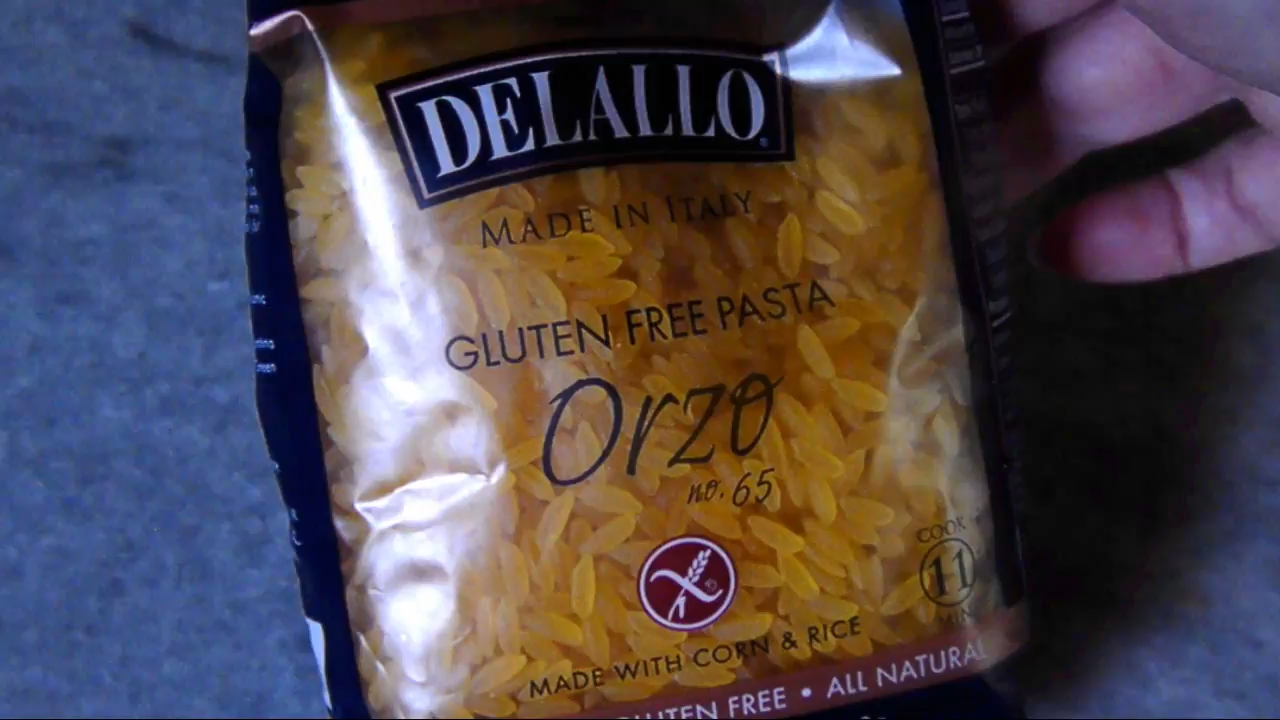 DELALLO
MADE IN ITALY
GLUTEN FREE PASTA
Orzo
no. 65
COOK
11
MIN
MADE WITH CORN & RICE
GLUTEN FREE • ALL NATURAL